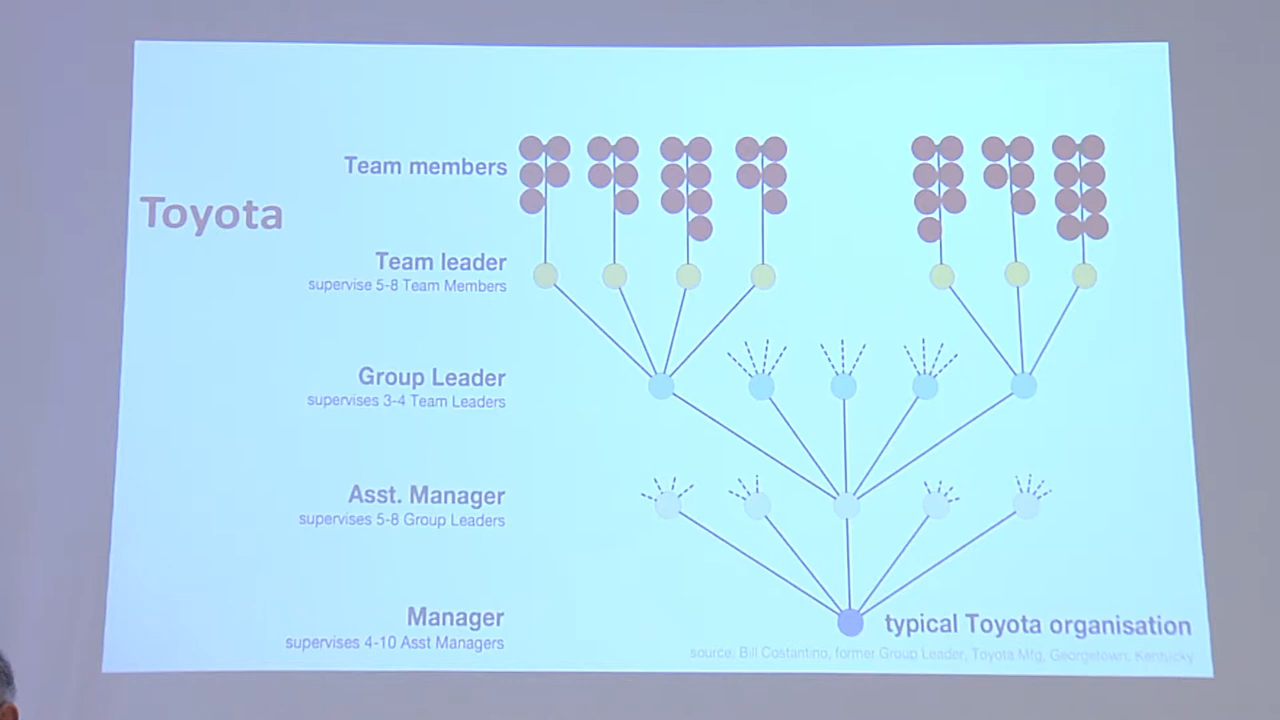 Toyota
Team members
Team leader
supervise 5-8 Team Members
Group Leader
supervises 3-4 Team Leaders
Asst. Manager
supervises 5-8 Group Leaders
Manager
supervises 4-10 Asst Managers
typical Toyota organisation
source, Bill Costantino, former Group Leader, Toyota Mfg, Georgetown, Kentucky